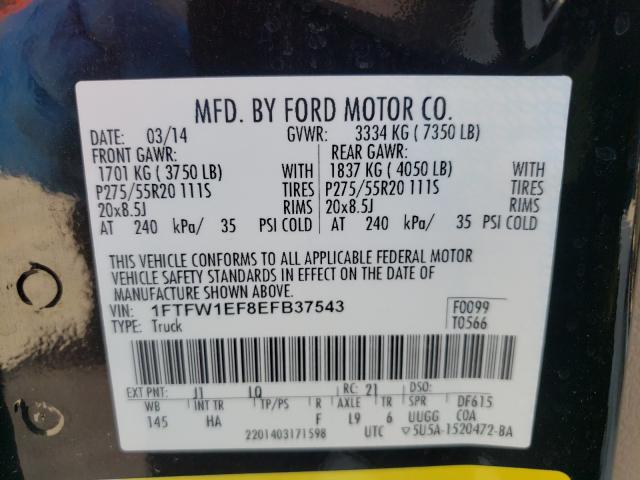 MFD. BY FORD MOTOR CO.
DATE: 03/14 GVWR: 3334 KG ( 7350 LB)
FRONT GAWR: REAR GAWR:
1701 KG ( 3750 LB) WITH 1837 KG ( 4050 LB) WITH
P275/55R20 111S TIRES P275/55R20 111S TIRES
20x8.5J RIMS 20x8.5J RIMS
AT 240 kPa/ 35 PSI COLD AT 240 kPa/ 35 PSI COLD
THIS VEHICLE CONFORMS TO ALL APPLICABLE FEDERAL MOTOR
VEHICLE SAFETY STANDARDS IN EFFECT ON THE DATE OF
MANUFACTURE SHOWN ABOVE.
VIN: 1FTFW1EF8EFB37543 F0099
TYPE: Truck T0566
EXT PNT: J1 LQ RC: 21 DSO:
WB INT TR TP/PS R AXLE TR SPR DF615
145 HA F L9 6 UUGG COA
2201403171598 UTC ▽5U5A-1520472-BA